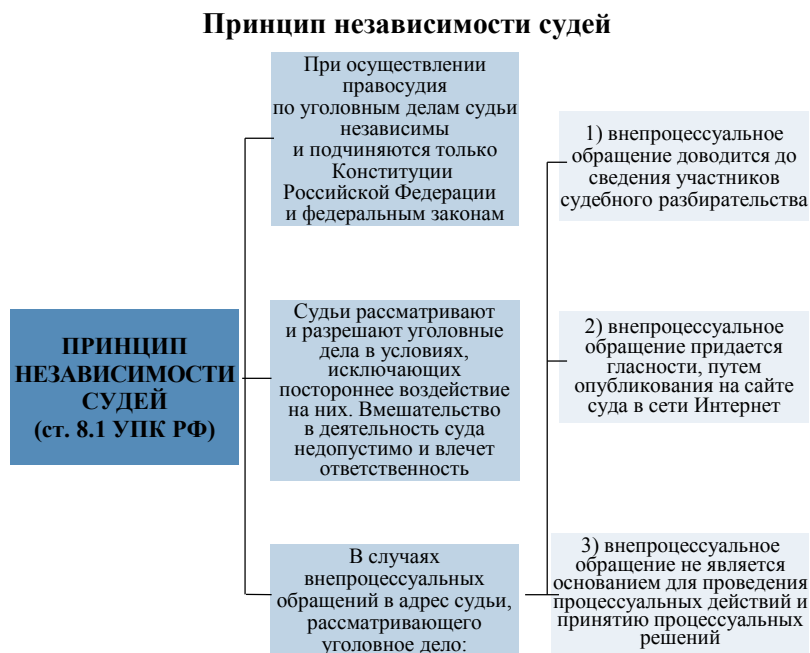 Принцип независимости судей
ПРИНЦИП
НЕЗАВИСИМОСТИ
СУДЕЙ
(ст. 8.1 УПК РФ)
При осуществлении
правосудия
по уголовным делам судьи
независимы
и подчиняются только
Конституции
Российской Федерации
и федеральным законам
Судьи рассматривают
и разрешают уголовные
дела в условиях,
исключающих
постороннее воздействие
на них. Вмешательство
в деятельность суда
недопустимо и влечет
ответственность
В случаях
внепроцессуальных
обращений в адрес судьи,
рассматривающего
уголовное дело:
1) внепроцессуальное
обращение доводится до
сведения участников
судебного разбирательства
2) внепроцессуальное
обращение придается
гласности, путем
опубликования на сайте
суда в сети Интернет
3) внепроцессуальное
обращение не является
основанием для проведения
процессуальных действий и
принятию процессуальных
решений